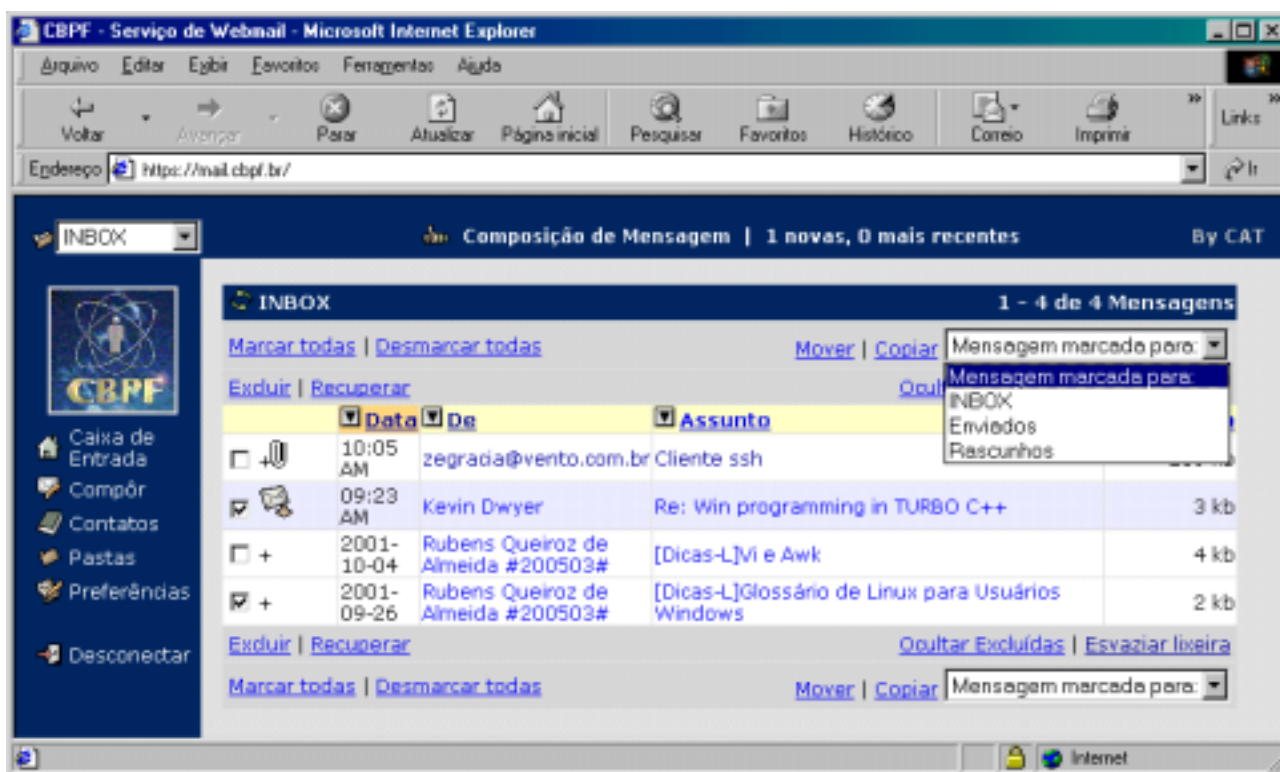 CBPF - Serviço de Webmail - Microsoft Internet Explorer
Arquivo Editar Exibir Favoritos Ferramentas Ajuda
Voltar Avançar Parar Atualizar Página inicial Pesquisar Favoritos Histórico Correio Imprimir » Links »
Endereço https://mail.cbpf.br/ Ir
INBOX Composição de Mensagem | 1 novas, 0 mais recentes By CAT
CBPF
Caixa de
Entrada
Compôr
Contatos
Pastas
Preferências
Desconectar
INBOX 1 - 4 de 4 Mensagens
Marcar todas | Desmarcar todas Mover | Copiar Mensagem marcada para:
Mensagem marcada para:
INBOX
Enviados
Rascunhos
Excluir | Recuperar
Data De Assunto
10:05 AM zegracia@vento.com.br Cliente ssh
09:23 AM Kevin Dwyer Re: Win programming in TURBO C++ 3 kb
+ 2001-10-04 Rubens Queiroz de Almeida #200503# [Dicas-L]Vi e Awk 4 kb
+ 2001-09-26 Rubens Queiroz de Almeida #200503# [Dicas-L]Glossário de Linux para Usuários Windows 2 kb
Excluir | Recuperar Ocultar Excluídas | Esvaziar lixeira
Marcar todas | Desmarcar todas Mover | Copiar Mensagem marcada para:
Internet